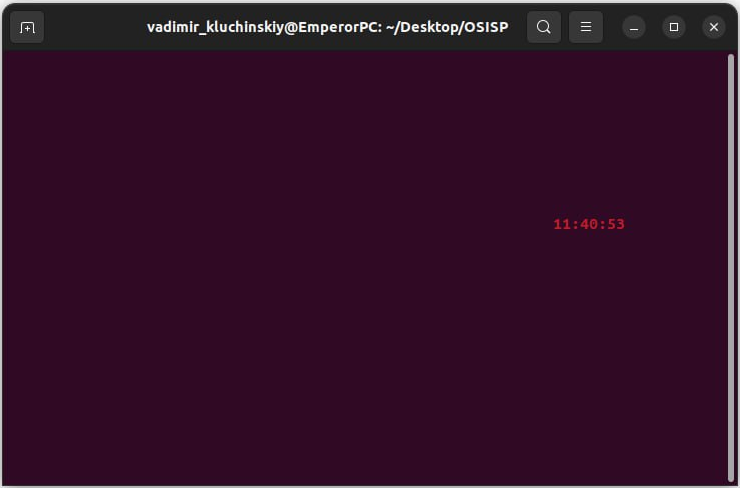 vadimir_kluchinskiy@EmperorPC: ~/Desktop/OSISP
11:40:53